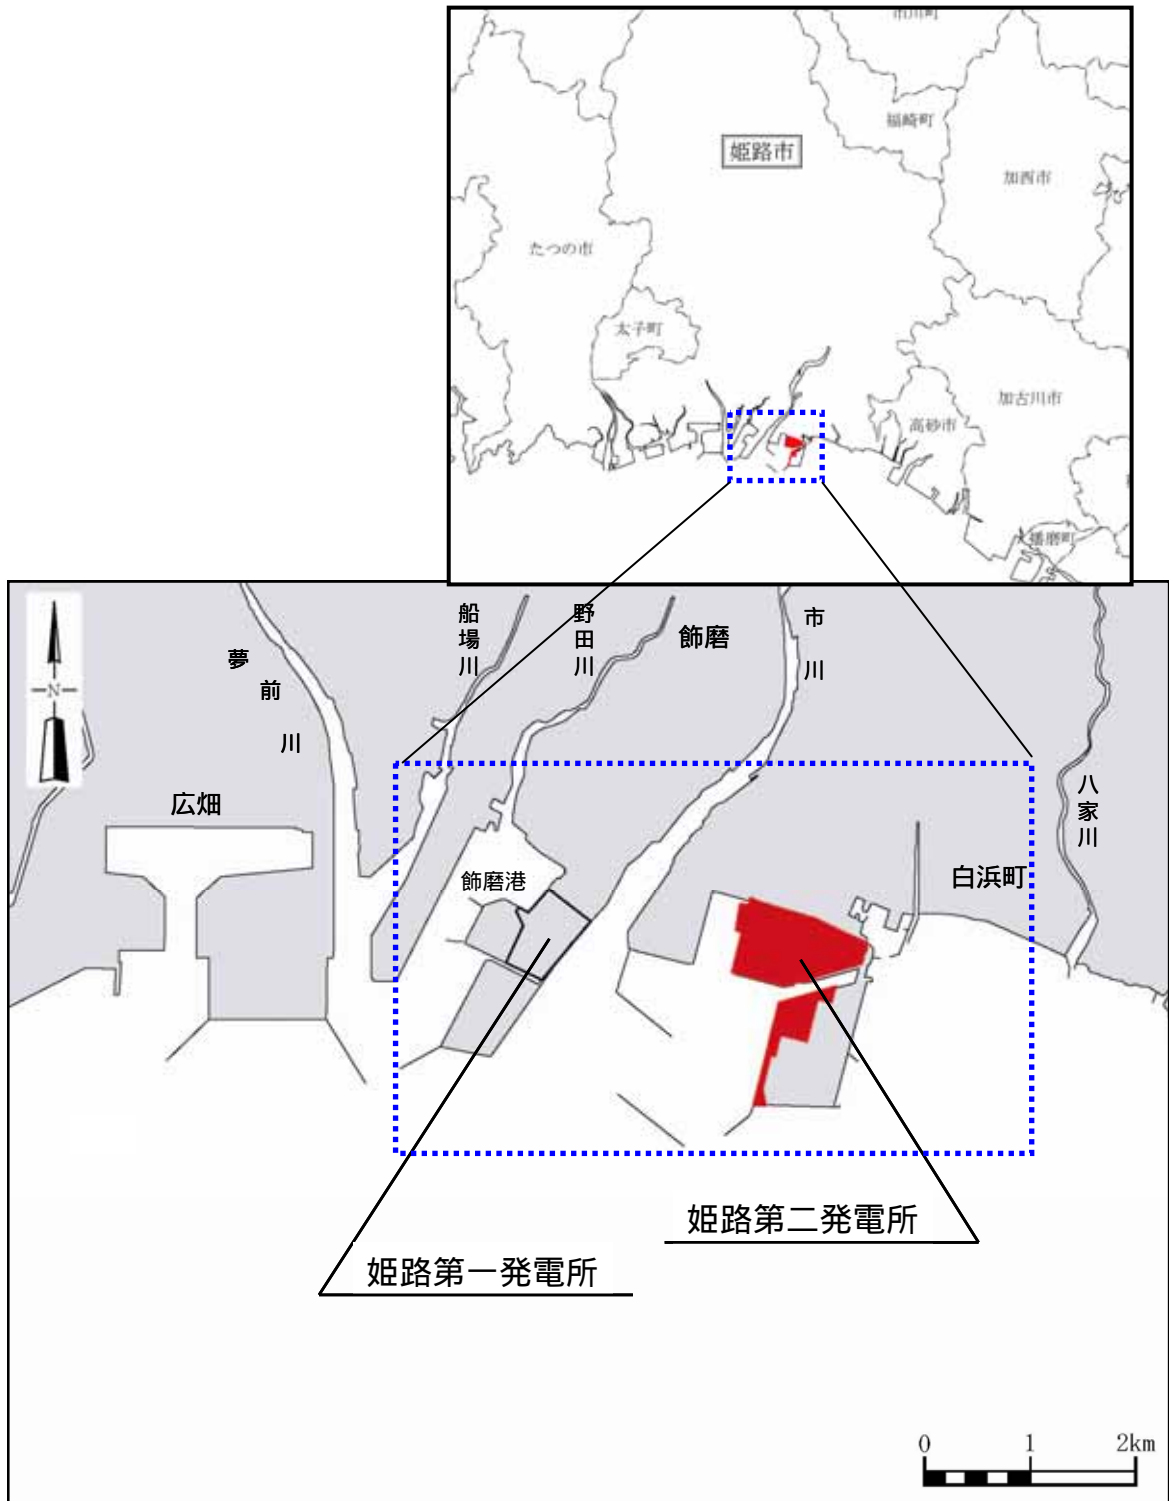 市川町
福崎町
姫路市
加西市
たつの市
太子町
加古川市
高砂市
播磨町
船場川
野田川
飾磨
市川
夢前川
N
広畑
八家川
飾磨港
白浜町
姫路第二発電所
姫路第一発電所
0 1 2km